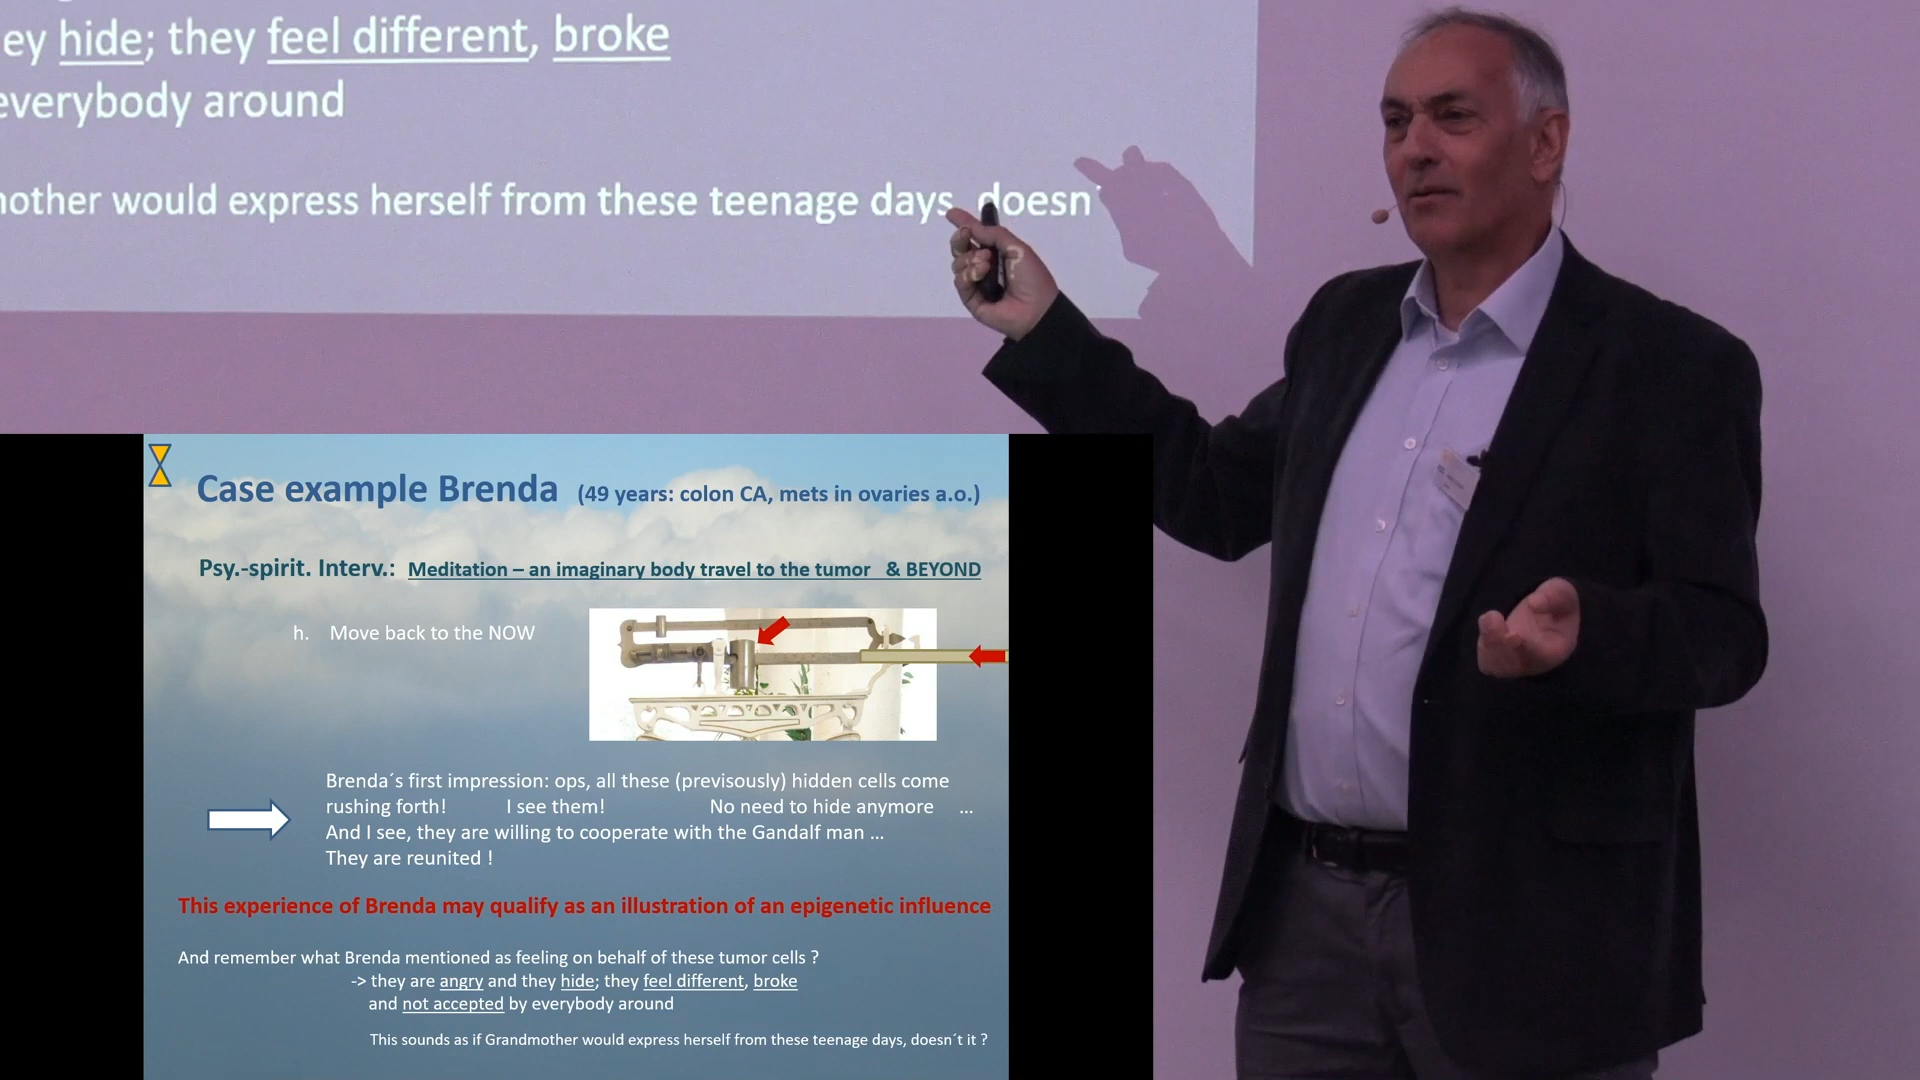 ey hide; they feel different, broke
everybody around
mother would express herself from these teenage days, doesn´
?
Case example Brenda (49 years: colon CA, mets in ovaries a.o.)
Psy.-spirit. Interv.: Meditation – an imaginary body travel to the tumor & BEYOND
h. Move back to the NOW
Brenda´s first impression: ops, all these (previsously) hidden cells come
rushing forth! I see them! No need to hide anymore ...
And I see, they are willing to cooperate with the Gandalf man ...
They are reunited !
This experience of Brenda may qualify as an illustration of an epigenetic influence
And remember what Brenda mentioned as feeling on behalf of these tumor cells ?
-> they are angry and they hide; they feel different, broke
and not accepted by everybody around
This sounds as if Grandmother would express herself from these teenage days, doesn´t it ?